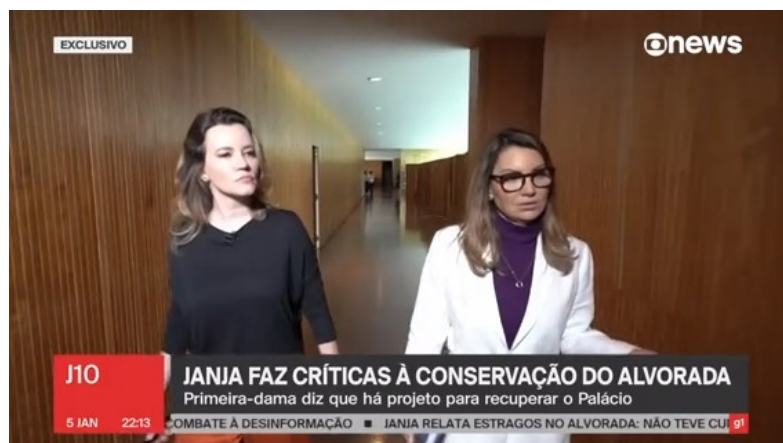 EXCLUSIVO
news
J10
JANJA FAZ CRÍTICAS À CONSERVAÇÃO DO ALVORADA
Primeira-dama diz que há projeto para recuperar o Palácio
5 JAN 22:13
COMBATE À DESINFORMAÇÃO ■ JANJA RELATA ESTRAGOS NO ALVORADA: NÃO TEVE
g1